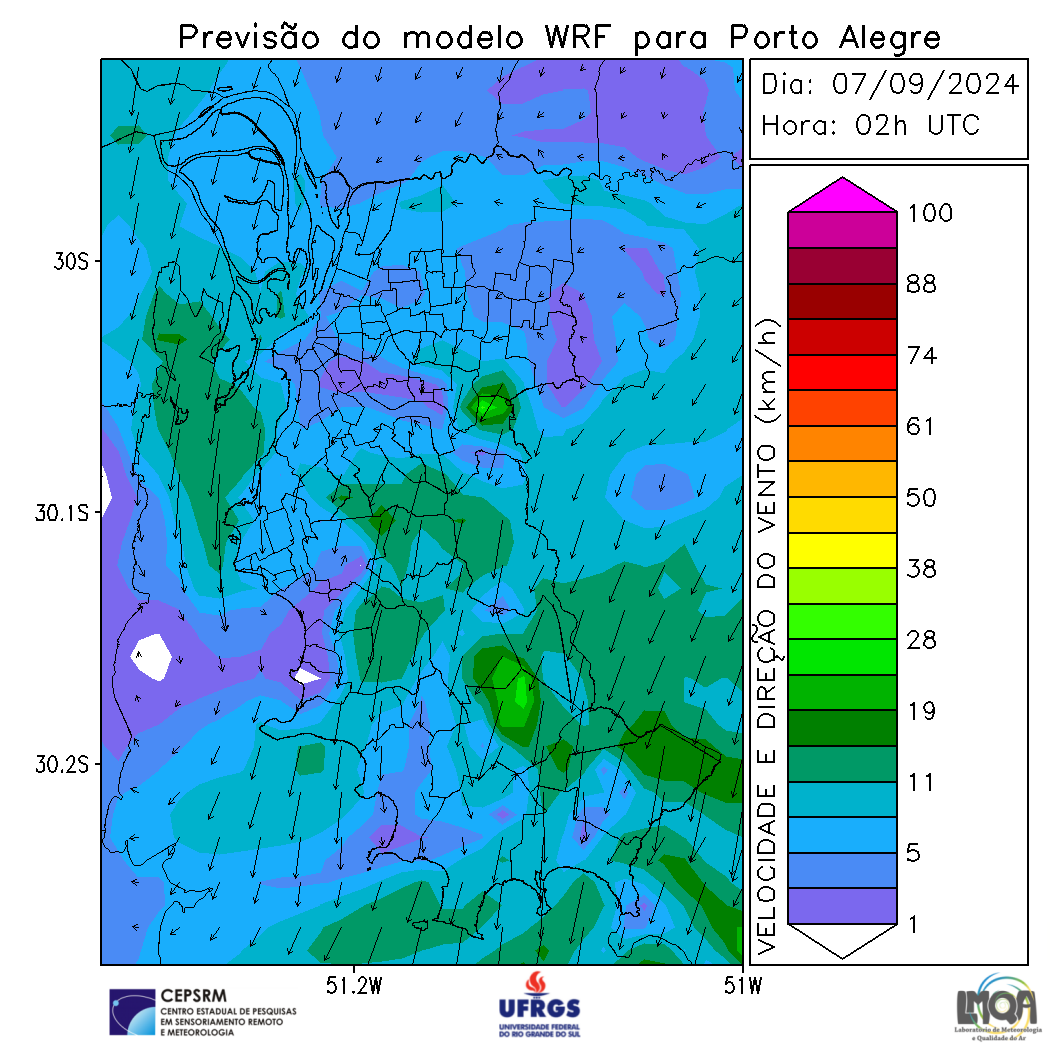 Previsão do modelo WRF para Porto Alegre
Dia: 07/09/2024
Hora: 02h UTC
30S
30.1S
30.2S
51.2W
51W
VELOCIDADE E DIREÇÃO DO VENTO (km/h)
100
88
74
61
50
38
28
19
11
5
1
CEPSRM
CENTRO ESTADUAL DE PESQUISAS
EM SENSORIAMENTO REMOTO
E METEOROLOGIA
UFRGS
UNIVERSIDADE FEDERAL
DO RIO GRANDE DO SUL
LMQA
Laboratório de Meteorologia
e Qualidade do Ar